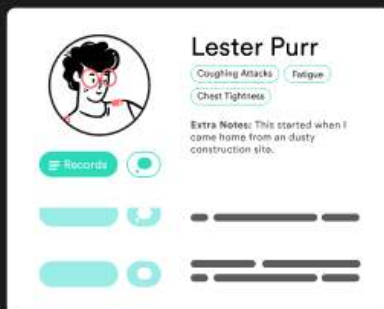 Lester Purr
Coughing Attacks
Fatigue
Chest Tightness
Extra Notes: This started when I
came home from an dusty
construction site.
Records